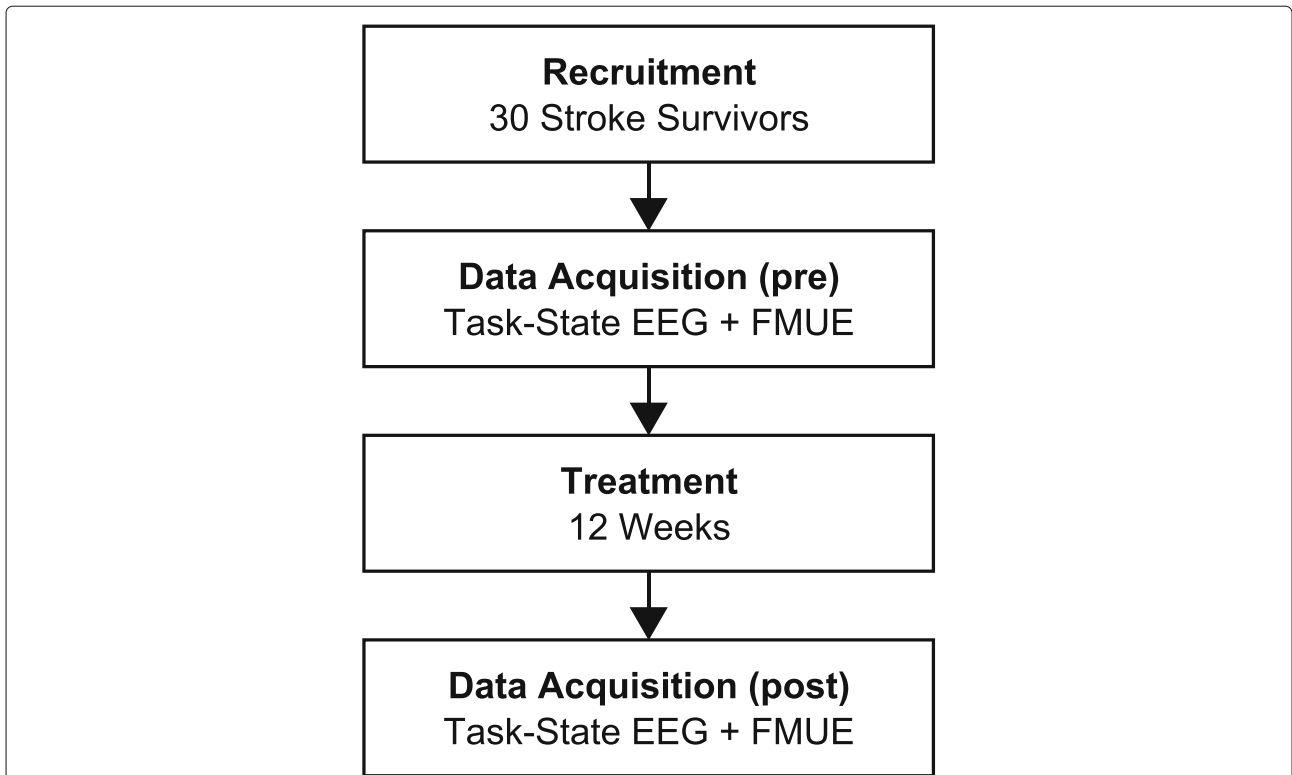 Recruitment
30 Stroke Survivors
Data Acquisition (pre)
Task-State EEG + FMUE
Treatment
12 Weeks
Data Acquisition (post)
Task-State EEG + FMUE